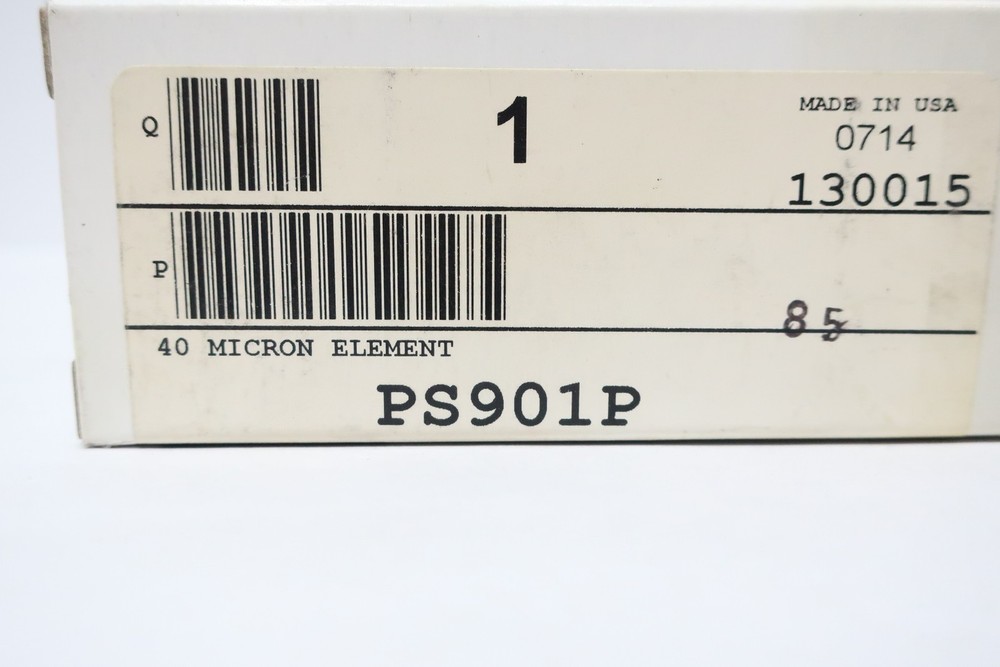 Q
1
MADE IN USA
0714
130015
P
85
40 MICRON ELEMENT
PS901P